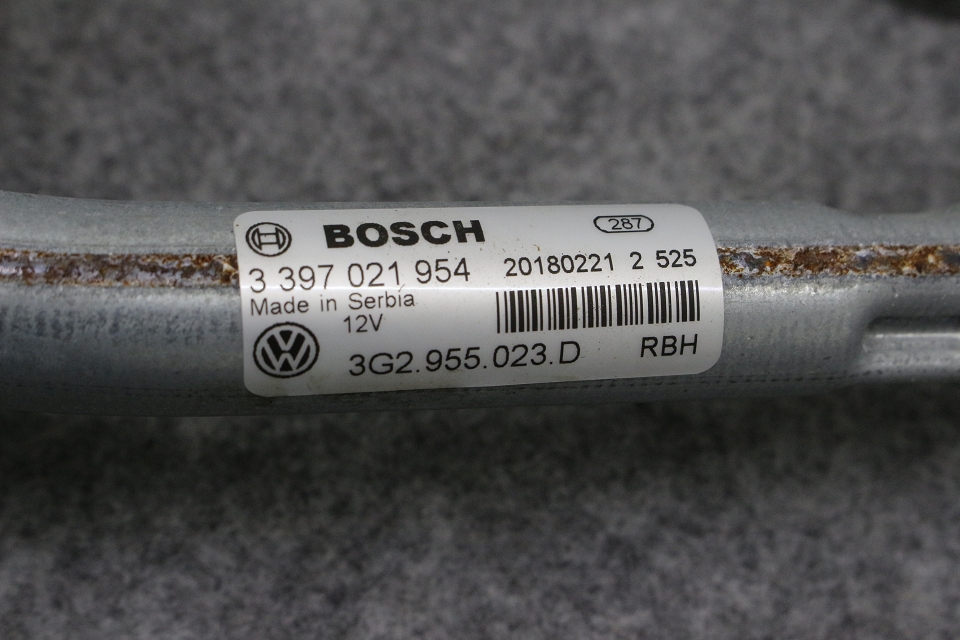 BOSCH
287
3 397 021 954
20180221 2 525
Made in Serbia
12V
3G2.955.023.D
RBH